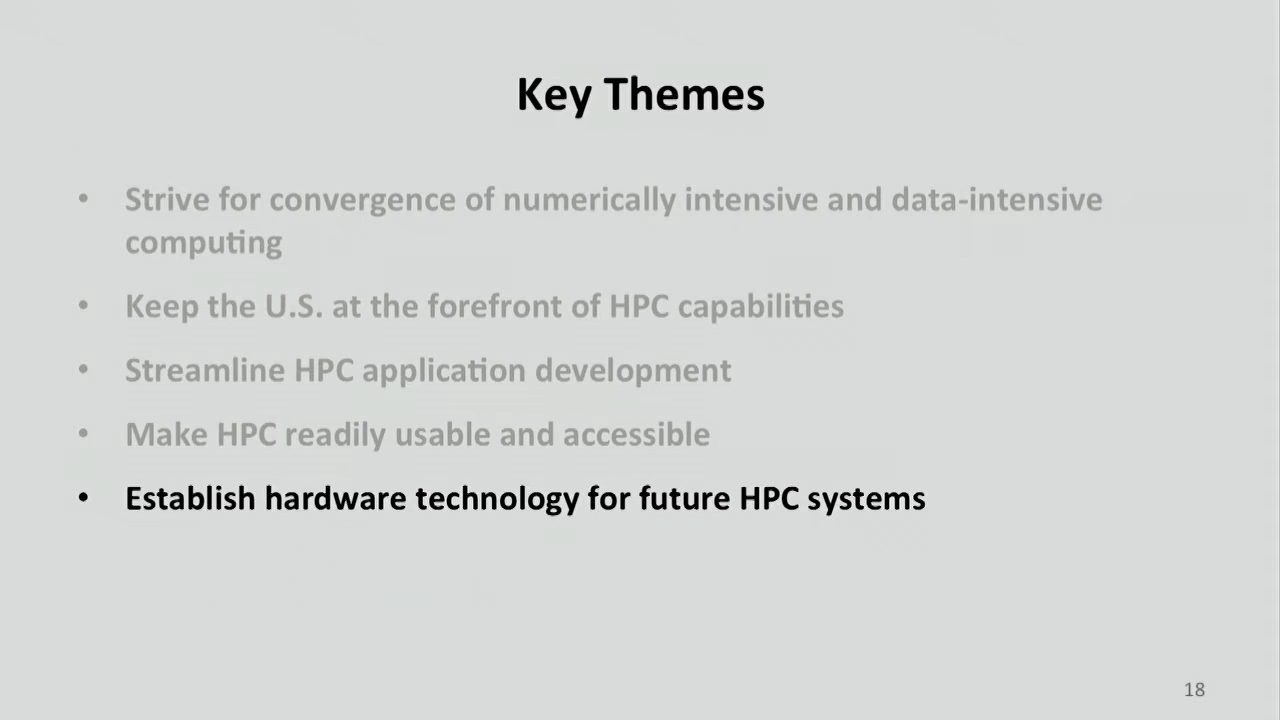 Key Themes
• Strive for convergence of numerically intensive and data-intensive
computing
• Keep the U.S. at the forefront of HPC capabilities
• Streamline HPC application development
• Make HPC readily usable and accessible
• Establish hardware technology for future HPC systems
18